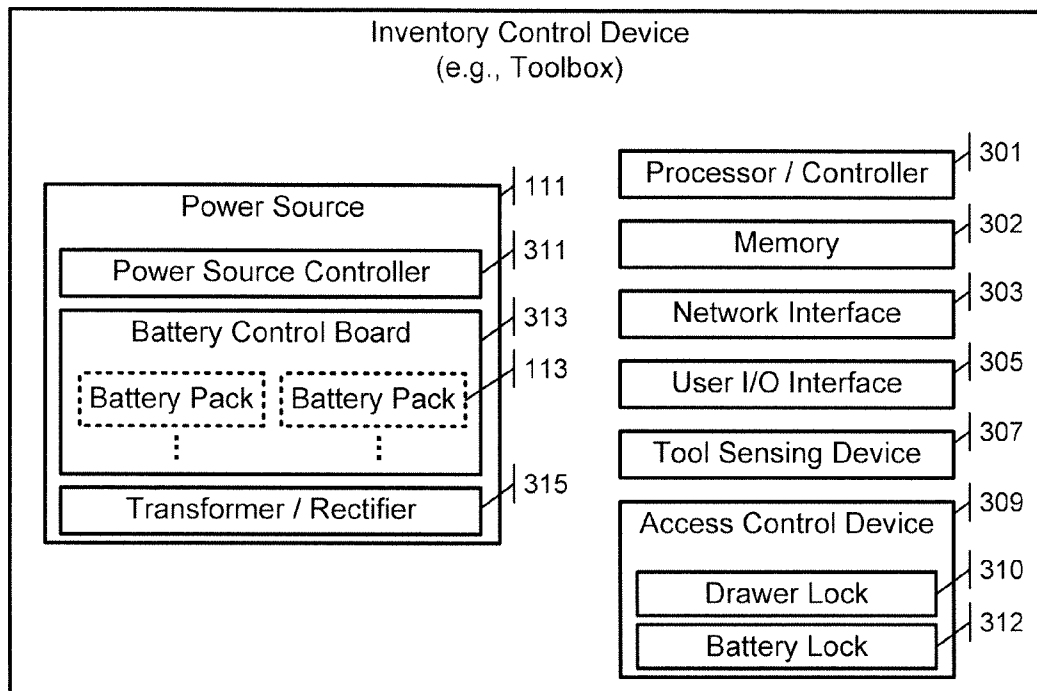 Inventory Control Device
(e.g., Toolbox)
111
Power Source
311
Power Source Controller
313
Battery Control Board
113
Battery Pack
Battery Pack
315
Transformer / Rectifier
301
Processor / Controller
302
Memory
303
Network Interface
305
User I/O Interface
307
Tool Sensing Device
309
Access Control Device
310
Drawer Lock
312
Battery Lock